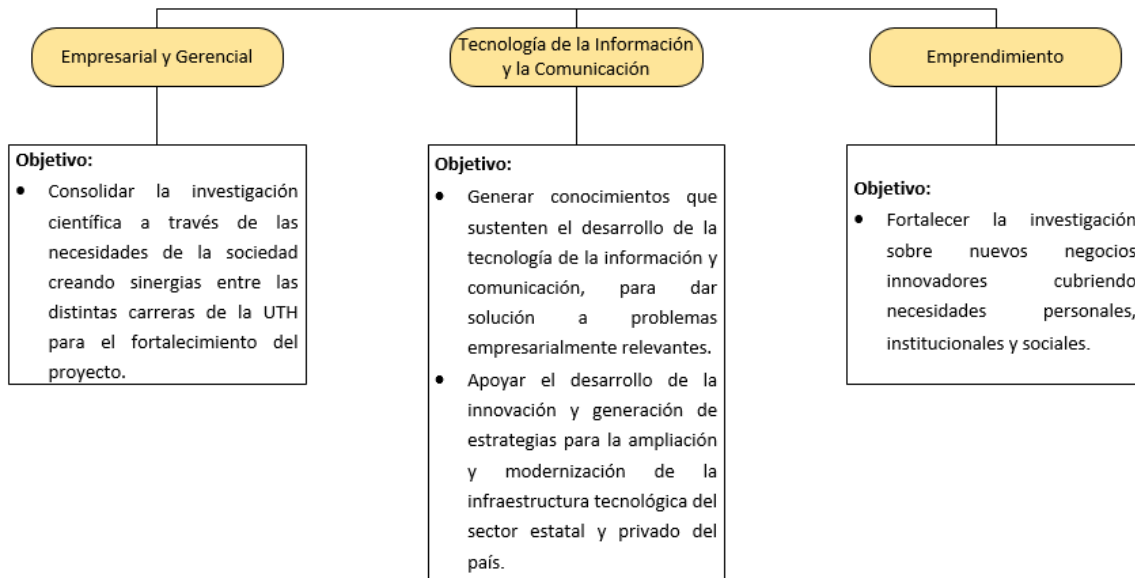 Empresarial y Gerencial
Objetivo:
• Consolidar la investigación
científica a través de las
necesidades de la sociedad
creando sinergias entre las
distintas carreras de la UTH
para el fortalecimiento del
proyecto.
Tecnología de la Información
y la Comunicación
Objetivo:
• Generar conocimientos que
sustenten el desarrollo de la
tecnología de la información y
comunicación, para dar
solución a problemas
empresarialmente relevantes.
• Apoyar el desarrollo de la
innovación y generación de
estrategias para la ampliación
y modernización de la
infraestructura tecnológica del
sector estatal y privado del
país.
Emprendimiento
Objetivo:
• Fortalecer la investigación
sobre nuevos negocios
innovadores cubriendo
necesidades personales,
institucionales y sociales.